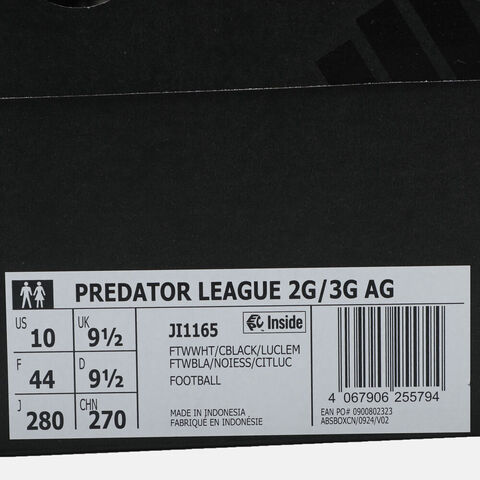 PREDATOR LEAGUE 2G/3G AG
US 10 UK 9½
F 44 D 9½
J 280 CHN 270
JI1165 Inside
FTWWHT/CBLACK/LUCLEM
FTWBLA/NOIESS/CITLUC
FOOTBALL
MADE IN INDONESIA
FABRIQUÉ EN INDONÉSIE
4 067906 255794
EAN PO# 0900802323
ABSBOXCN/0924/V02